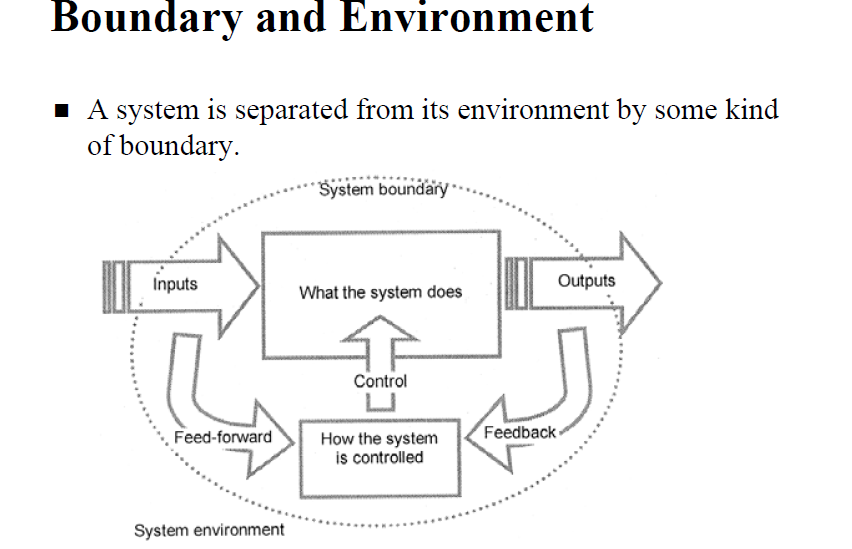 Boundary and Environment
■ A system is separated from its environment by some kind
of boundary.
System boundary
Inputs
What the system does
Outputs
Control
Feed-forward
How the system
is controlled
Feedback
System environment